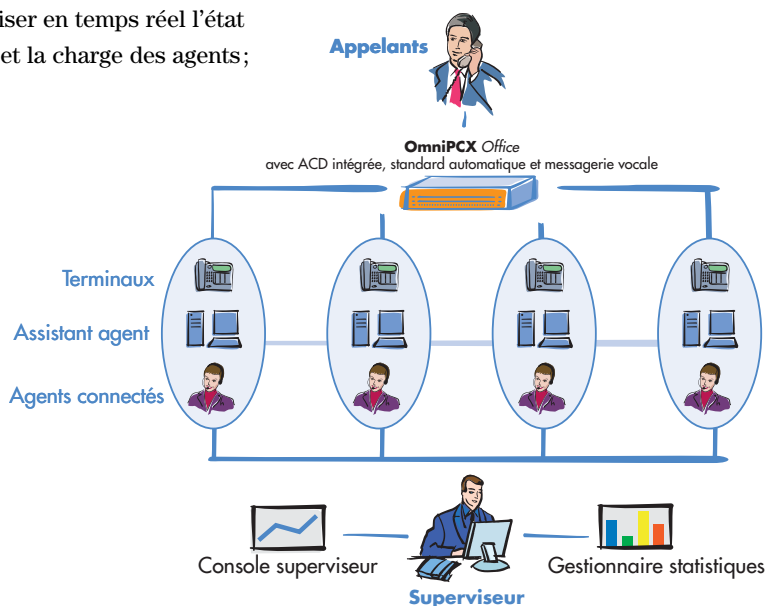 iser en temps réel l’état
et la charge des agents;
Appelants
OmniPCX Office
avec ACD intégrée, standard automatique et messagerie vocale
Terminaux
Assistant agent
Agents connectés
Console superviseur
Gestionnaire statistiques
Superviseur